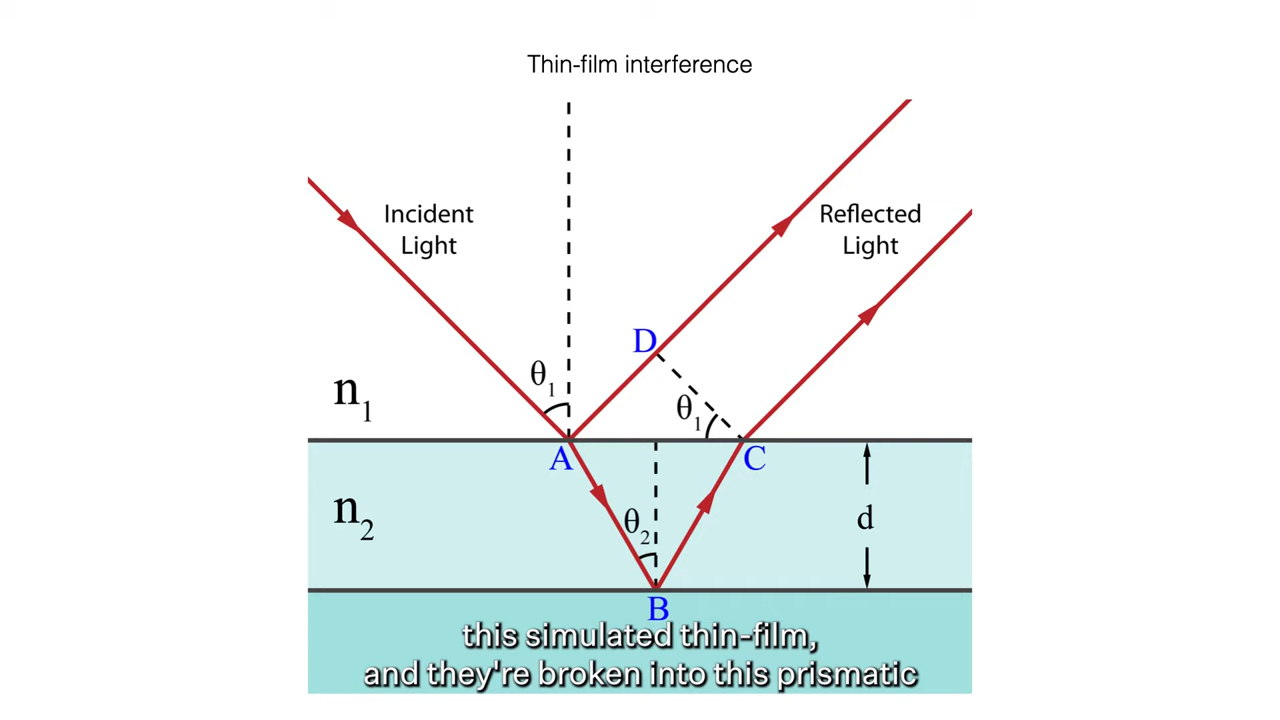 Thin-film interference
Incident
Light
Reflected
Light
D
θ1
θ1
n1
A
C
n2
θ2
d
B
this simulated thin-film,
and they're broken into this prismatic